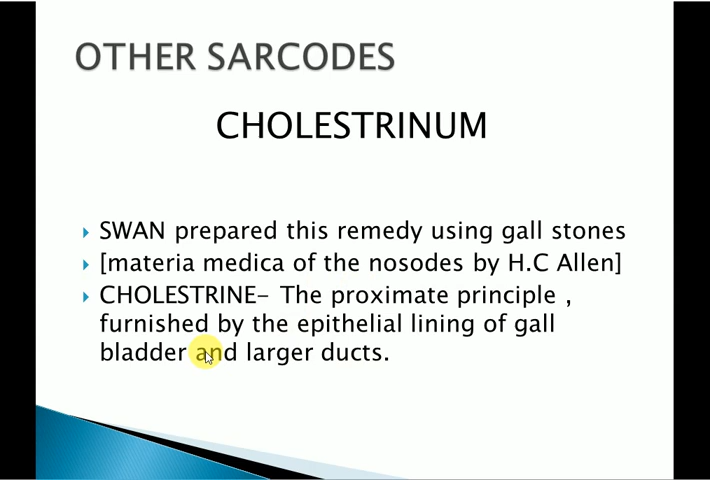 OTHER SARCODES
CHOLESTRINUM
SWAN prepared this remedy using gall stones
[materia medica of the nosodes by H.C Allen]
CHOLESTRINE– The proximate principle ,
furnished by the epithelial lining of gall
bladder and larger ducts.